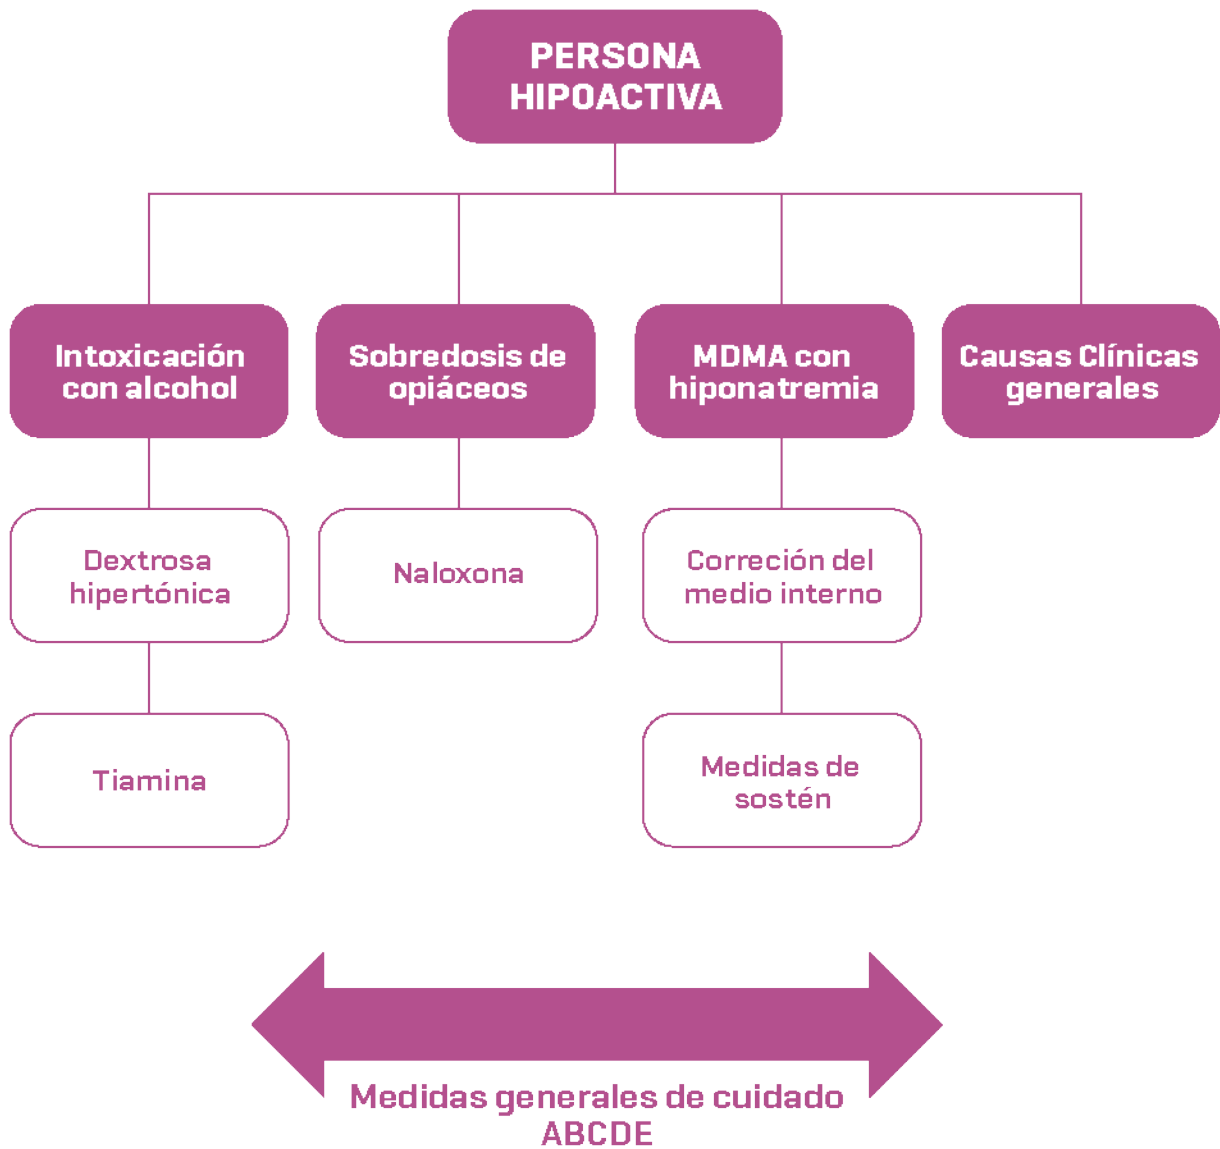 PERSONA
HIPOACTIVA
Intoxicación
con alcohol
Sobredosis de
opiáceos
MDMA con
hiponatremia
Causas Clínicas
generales
Dextrosa
hipertónica
Naloxona
Correción del
medio interno
Tiamina
Medidas de
sostén
Medidas generales de cuidado
ABCDE